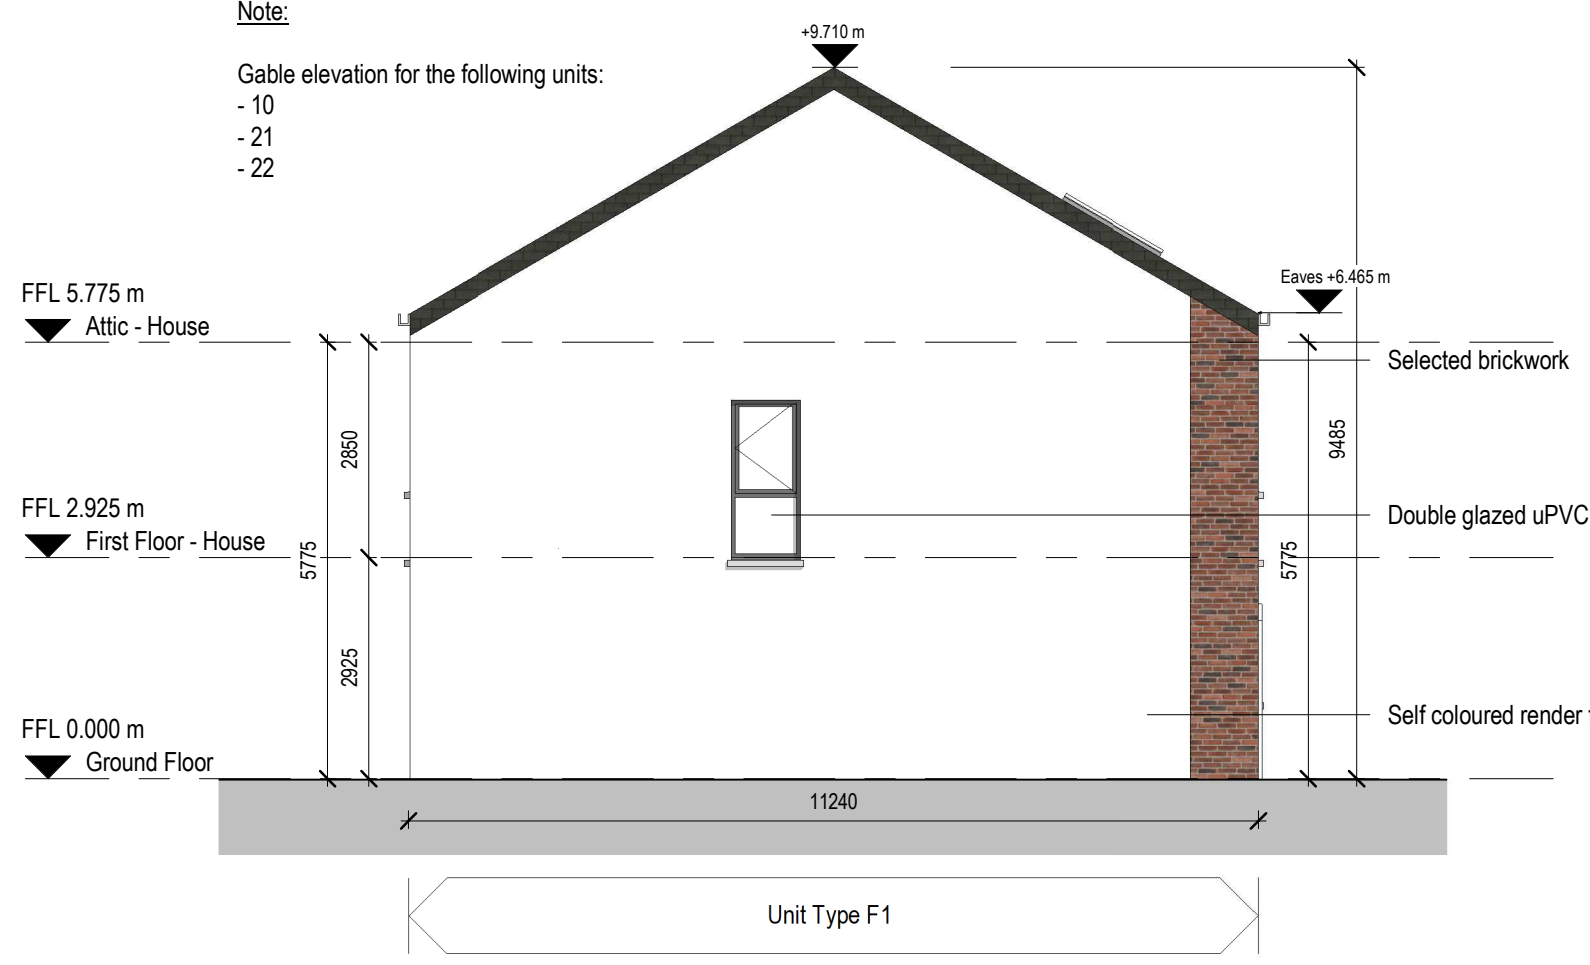 Note:
Gable elevation for the following units:
- 10
- 21
- 22
+9.710 m
Eaves +6.465 m
FFL 5.775 m
Attic - House
Selected brickwork
2850
9485
FFL 2.925 m
First Floor - House
Double glazed uPVC
5775
5775
2925
FFL 0.000 m
Ground Floor
Self coloured render
11240
Unit Type F1